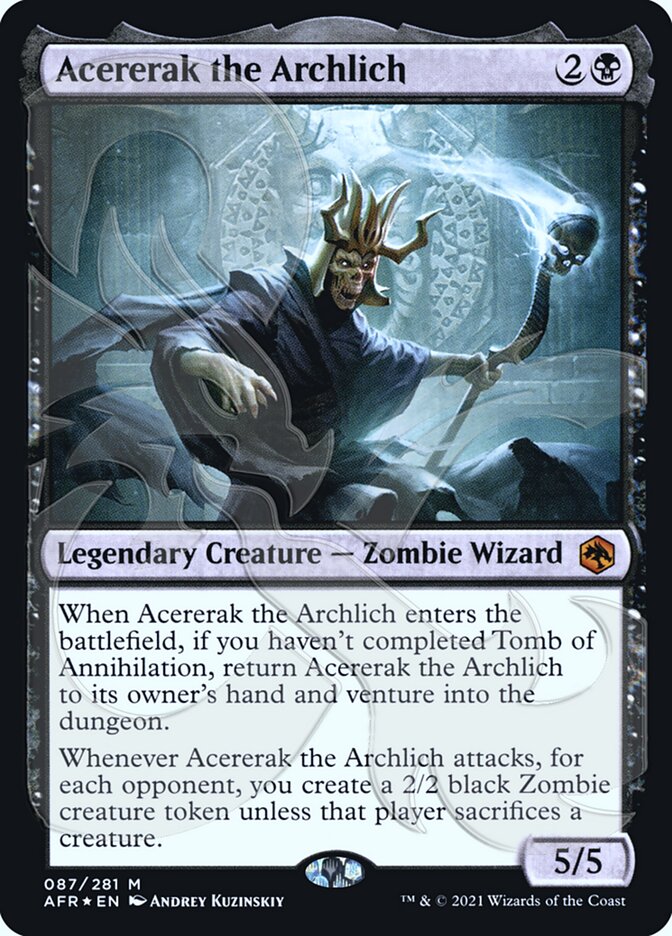 Acererak the Archlich 2
Legendary Creature — Zombie Wizard
When Acererak the Archlich enters the
battlefield, if you haven't completed Tomb of
Annihilation, return Acererak the Archlich
to its owner's hand and venture into the
dungeon.
Whenever Acererak the Archlich attacks, for
each opponent, you create a 2/2 black Zombie
creature token unless that player sacrifices a
creature.
5/5
087/281 M
AFR★EN Andrey Kuzinskiy ™ & © 2021 Wizards of the Coast